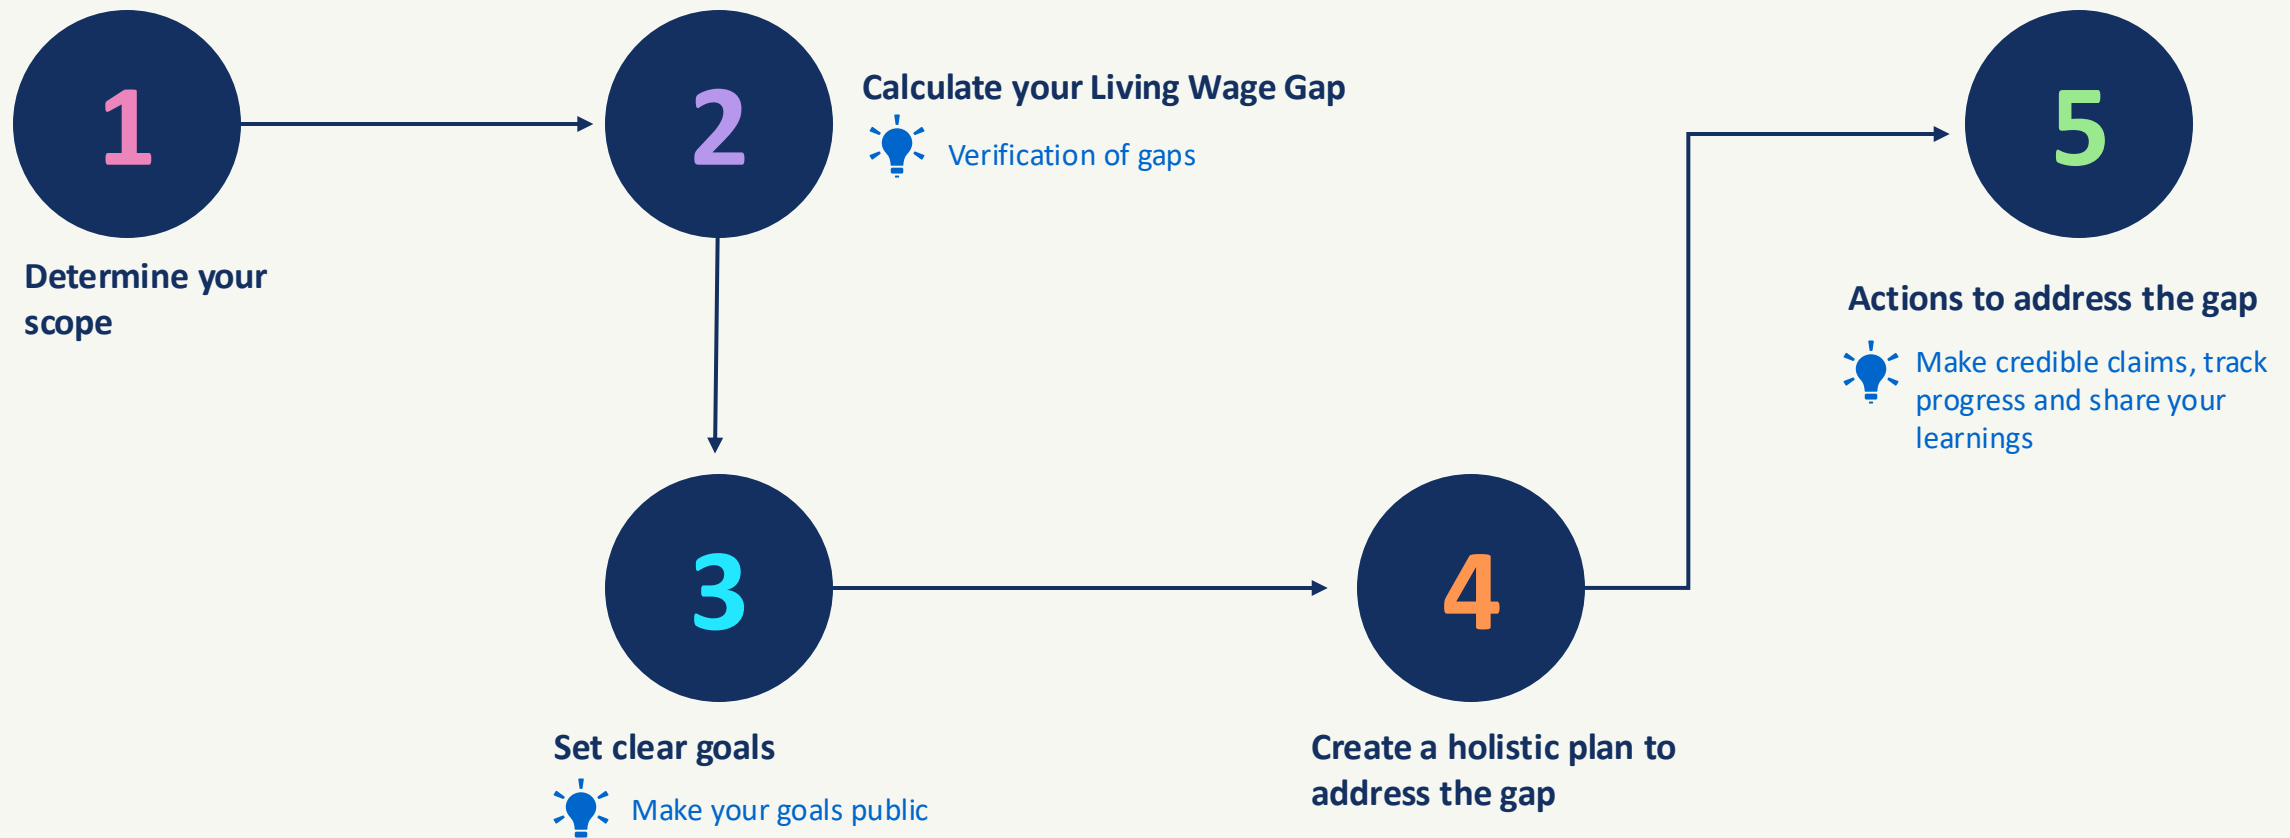 1
Determine your
scope
2
Calculate your Living Wage Gap
Verification of gaps
3
Set clear goals
Make your goals public
4
Create a holistic plan to
address the gap
5
Actions to address the gap
Make credible claims, track
progress and share your
learnings